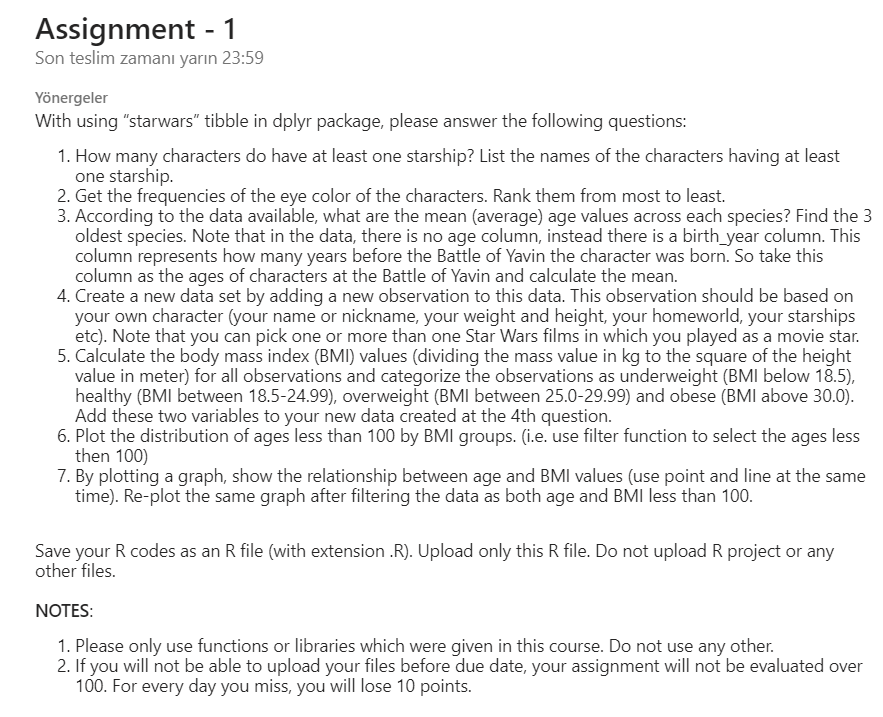 Assignment - 1
Son teslim zamanı yarın 23:59
Yönergeler
With using “starwars” tibble in dplyr package, please answer the following questions:
1. How many characters do have at least one starship? List the names of the characters having at least
one starship.
2. Get the frequencies of the eye color of the characters. Rank them from most to least.
3. According to the data available, what are the mean (average) age values across each species? Find the 3
oldest species. Note that in the data, there is no age column, instead there is a birth_year column. This
column represents how many years before the Battle of Yavin the character was born. So take this
column as the ages of characters at the Battle of Yavin and calculate the mean.
4. Create a new data set by adding a new observation to this data. This observation should be based on
your own character (your name or nickname, your weight and height, your homeworld, your starships
etc). Note that you can pick one or more than one Star Wars films in which you played as a movie star.
5. Calculate the body mass index (BMI) values (dividing the mass value in kg to the square of the height
value in meter) for all observations and categorize the observations as underweight (BMI below 18.5),
healthy (BMI between 18.5-24.99), overweight (BMI between 25.0-29.99) and obese (BMI above 30.0).
Add these two variables to your new data created at the 4th question.
6. Plot the distribution of ages less than 100 by BMI groups. (i.e. use filter function to select the ages less
then 100)
7. By plotting a graph, show the relationship between age and BMI values (use point and line at the same
time). Re-plot the same graph after filtering the data as both age and BMI less than 100.
Save your R codes as an R file (with extension .R). Upload only this R file. Do not upload R project or any
other files.
NOTES:
1. Please only use functions or libraries which were given in this course. Do not use any other.
2. If you will not be able to upload your files before due date, your assignment will not be evaluated over
100. For every day you miss, you will lose 10 points.